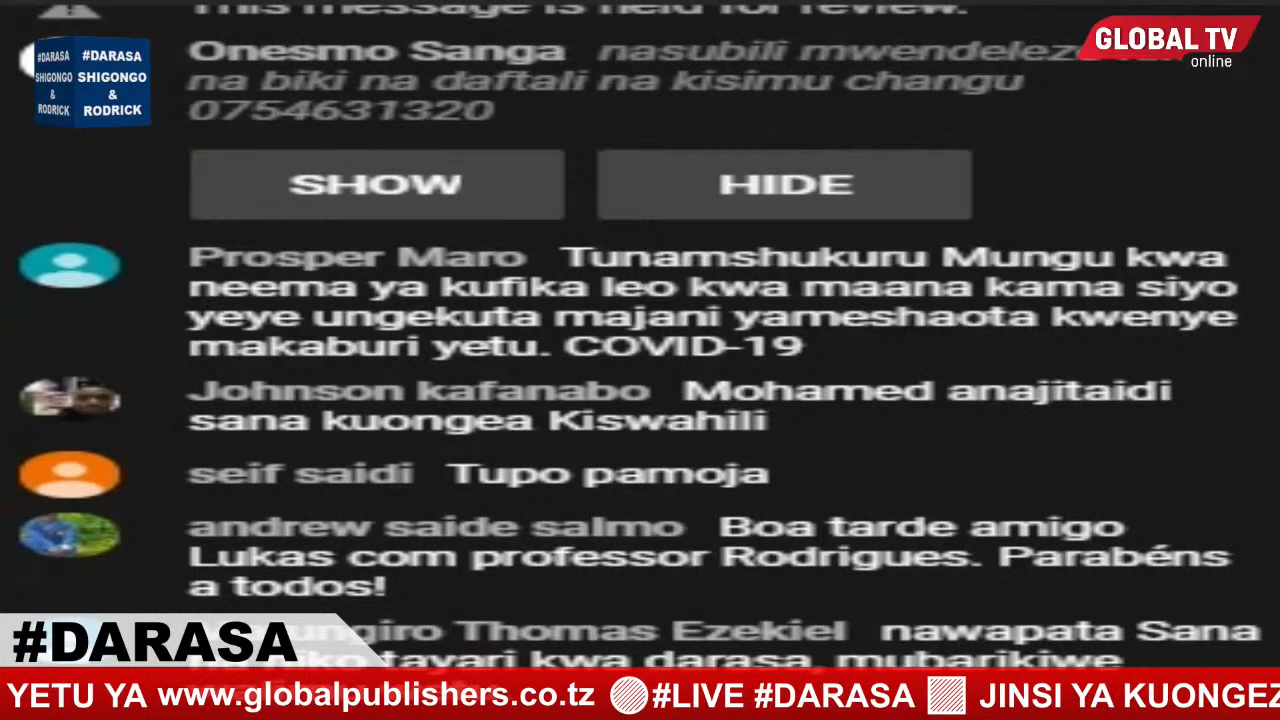 This message is held for review.
GLOBAL TV
online
#DARASA
SHIGONGO
&
RODRICK
#DARASA
SHIGONGO
&
RODRICK
Onesmo Sanga nasubili
na biki na daftali na kisimu changu
0754631320
SHOW
HIDE
Prosper Maro Tunamshukuru Mungu kwa
neema ya kufika leo kwa maana kama siyo
yeye ungekuta majani yameshaota kwenye
makaburi yetu. COVID-19
Johnson kafanabo Mohamed anajitaidi
sana kuongea Kiswahili
seif saidi Tupo pamoja
andrew saide salmo Boa tarde amigo
Lukas com professor Rodrigues. Parabéns
a todos!
Thomas Ezekiel nawapata Sana
tayari kwa darasa, mubarikiwe
#DARASA
YETU YA www.globalpublishers.co.tz #LIVE #DARASA JINSI YA KUONGEZ